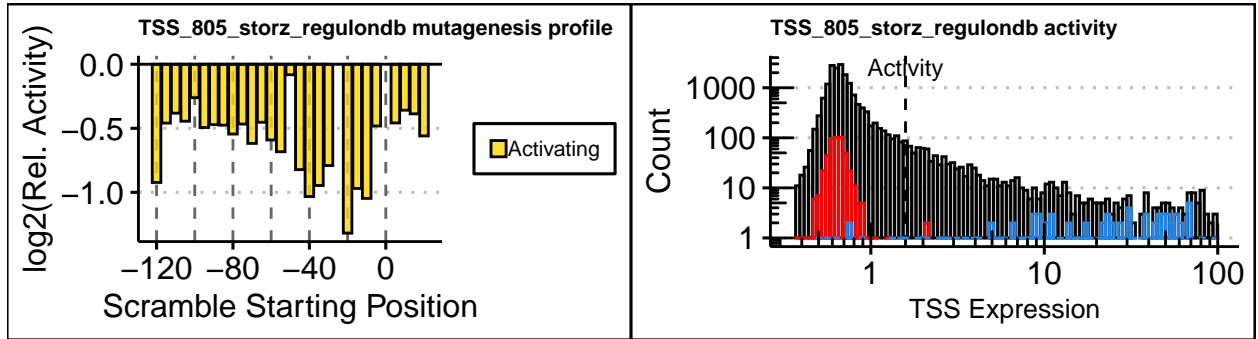 TSS_805_storz_regulondb mutagenesis profile
log2(Rel. Activity)
0.0
−0.5
−1.0
−120 −80 −40 0
Scramble Starting Position
Activating
TSS_805_storz_regulondb activity
Activity
Count
1000
100
10
1
1 10 100
TSS Expression